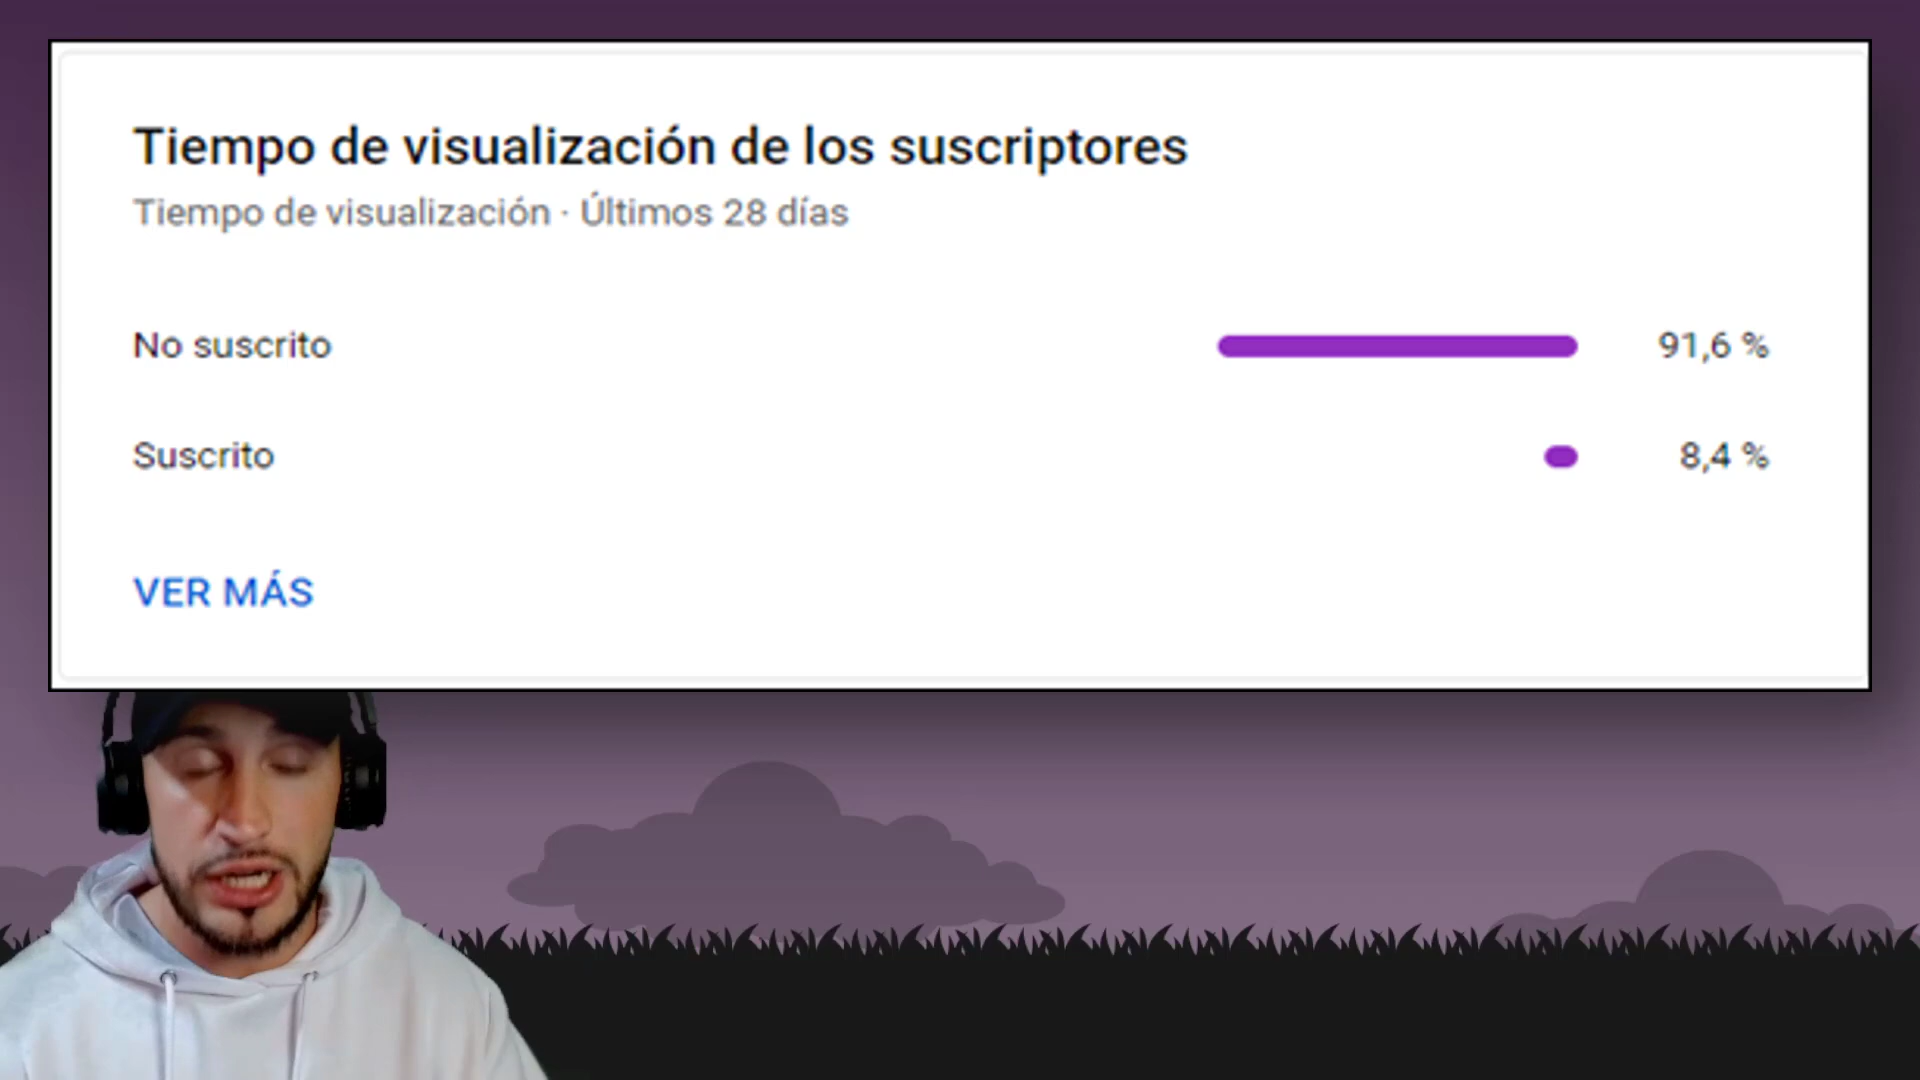 Tiempo de visualización de los suscriptores
Tiempo de visualización · Últimos 28 días
No suscrito 91,6 %
Suscrito 8,4 %
VER MÁS